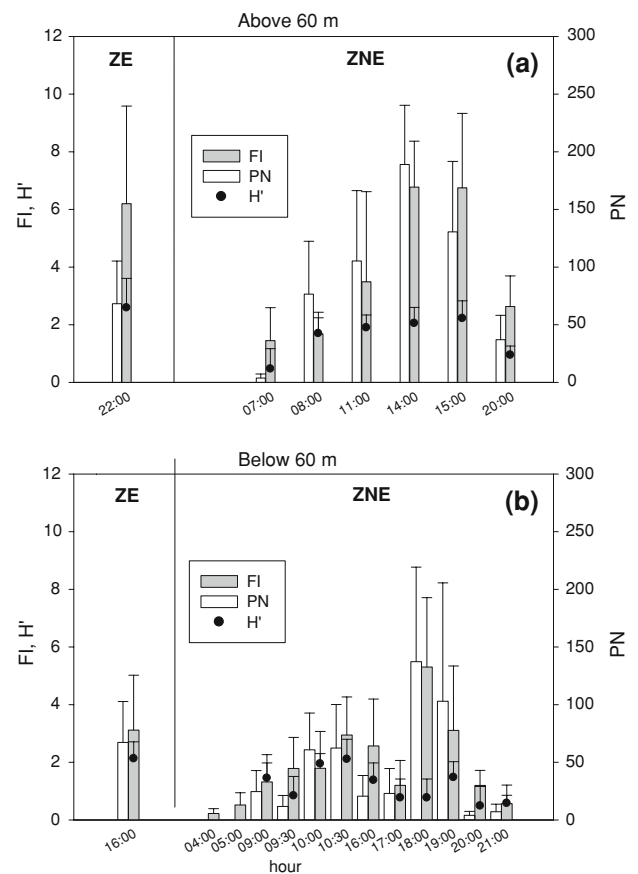 Above 60 m
ZE ZNE (a)
12 300
10 250
8 200
6 150
4 100
2 50
0 0
FI, H'
PN
FI
PN
H'
22:00 07:00 08:00 11:00 14:00 15:00 20:00
Below 60 m
ZE ZNE (b)
12 300
10 250
8 200
6 150
4 100
2 50
0 0
FI, H'
PN
FI
PN
H'
16:00 04:00 05:00 09:00 09:30 10:00 10:30 16:00 17:00 18:00 19:00 20:00 21:00
hour